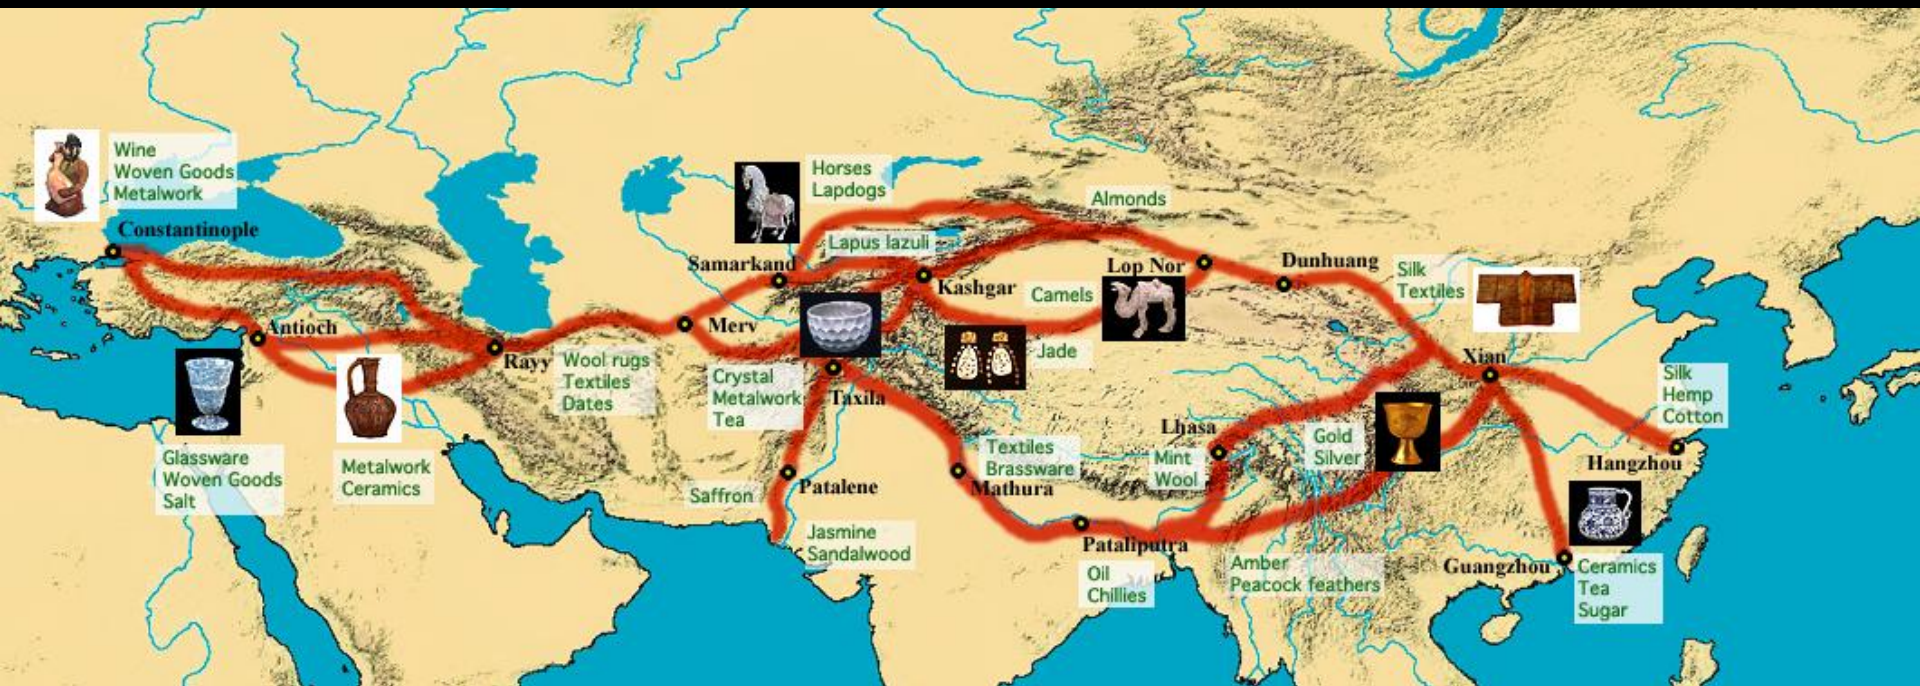 Wine
Woven Goods
Metalwork
Constantinople
Antioch
Glassware
Woven Goods
Salt
Metalwork
Ceramics
Rayy
Wool rugs
Textiles
Dates
Merv
Samarkand
Horses
Lapdogs
Lapus lazuli
Kashgar
Crystal
Metalwork
Tea
Taxila
Saffron
Patalene
Jasmine
Sandalwood
Almonds
Camels
Jade
Lop Nor
Dunhuang
Textiles
Brassware
Mathura
Pataliputra
Oil
Chillies
Lhasa
Mint
Wool
Gold
Silver
Amber
Peacock feathers
Silk
Textiles
Xian
Silk
Hemp
Cotton
Hangzhou
Guangzhou
Ceramics
Tea
Sugar